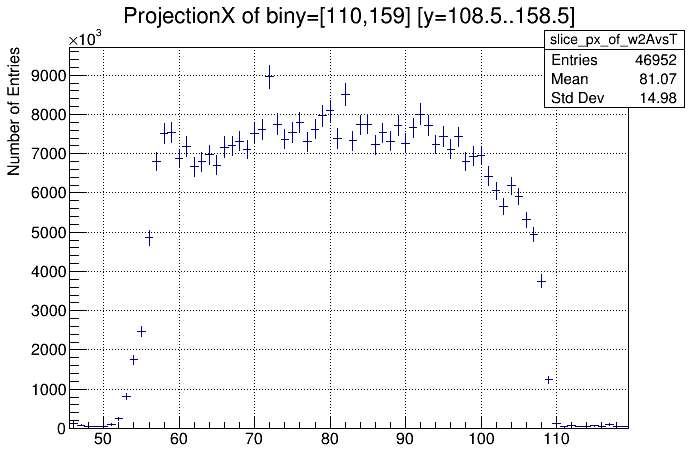 ProjectionX of biny=[110,159] [y=108.5..158.5]
slice_px_of_w2AvsT
Entries 46952
Mean 81.07
Std Dev 14.98
×10³
Number of Entries
9000
8000
7000
6000
5000
4000
3000
2000
1000
0
50 60 70 80 90 100 110